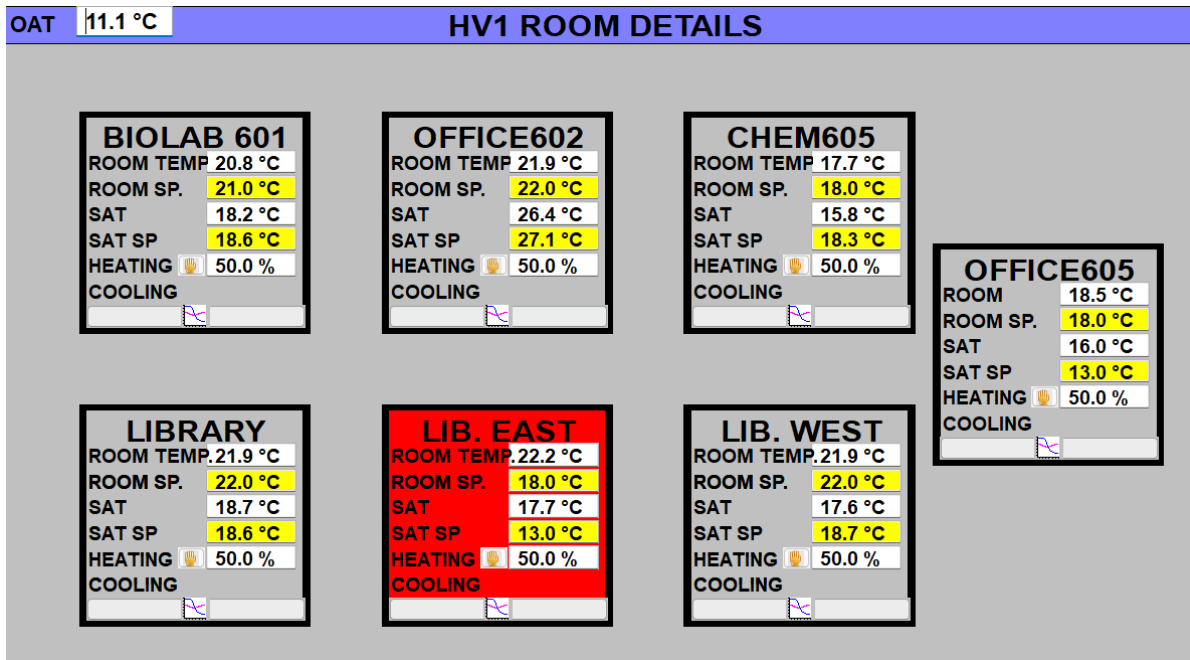 OAT 11.1 °C HV1 ROOM DETAILS
BIOLAB 601
ROOM TEMP 20.8 °C
ROOM SP. 21.0 °C
SAT 18.2 °C
SAT SP 18.6 °C
HEATING 50.0 %
COOLING
OFFICE602
ROOM TEMP 21.9 °C
ROOM SP. 22.0 °C
SAT 26.4 °C
SAT SP 27.1 °C
HEATING 50.0 %
COOLING
CHEM605
ROOM TEMP 17.7 °C
ROOM SP. 18.0 °C
SAT 15.8 °C
SAT SP 18.3 °C
HEATING 50.0 %
COOLING
OFFICE605
ROOM 18.5 °C
ROOM SP. 18.0 °C
SAT 16.0 °C
SAT SP 13.0 °C
HEATING 50.0 %
COOLING
LIBRARY
ROOM TEMP. 21.9 °C
ROOM SP. 22.0 °C
SAT 18.7 °C
SAT SP 18.6 °C
HEATING 50.0 %
COOLING
LIB. EAST
ROOM TEMP. 22.2 °C
ROOM SP. 18.0 °C
SAT 17.7 °C
SAT SP 13.0 °C
HEATING 50.0 %
COOLING
LIB. WEST
ROOM TEMP. 21.9 °C
ROOM SP. 22.0 °C
SAT 17.6 °C
SAT SP 18.7 °C
HEATING 50.0 %
COOLING